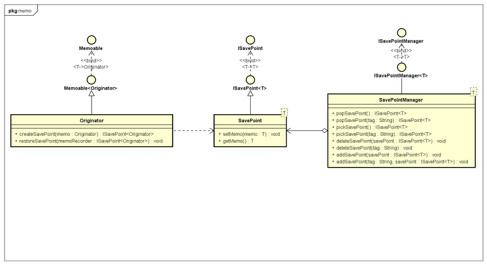 pkg memo
Memoable
<<bind>>
<T->Originator>
Memoable<Originator>
Originator
+ createSavePoint(memo : Originator) : ISavePoint<Originator>
+ restoreSavePoint(memoRecorder : ISavePoint<Originator>) : void
ISavePoint
<<bind>>
<T->T>
ISavePoint<T>
T
SavePoint
+ setMemo(memo : T) : void
+ getMemo() : T
ISavePointManager
<<bind>>
<T->T>
ISavePointManager<T>
T
SavePointManager
+ popSavePoint() : ISavePoint<T>
+ popSavePoint(tag : String) : ISavePoint<T>
+ pickSavePoint() : ISavePoint<T>
+ pickSavePoint(tag : String) : ISavePoint<T>
+ deleteSavePoint(savePoint : ISavePoint<T>) : void
+ deleteSavePoint(tag : String) : void
+ addSavePoint(savePoint : ISavePoint<T>) : void
+ addSavePoint(tag : String, savePoint : ISavePoint<T>) : void